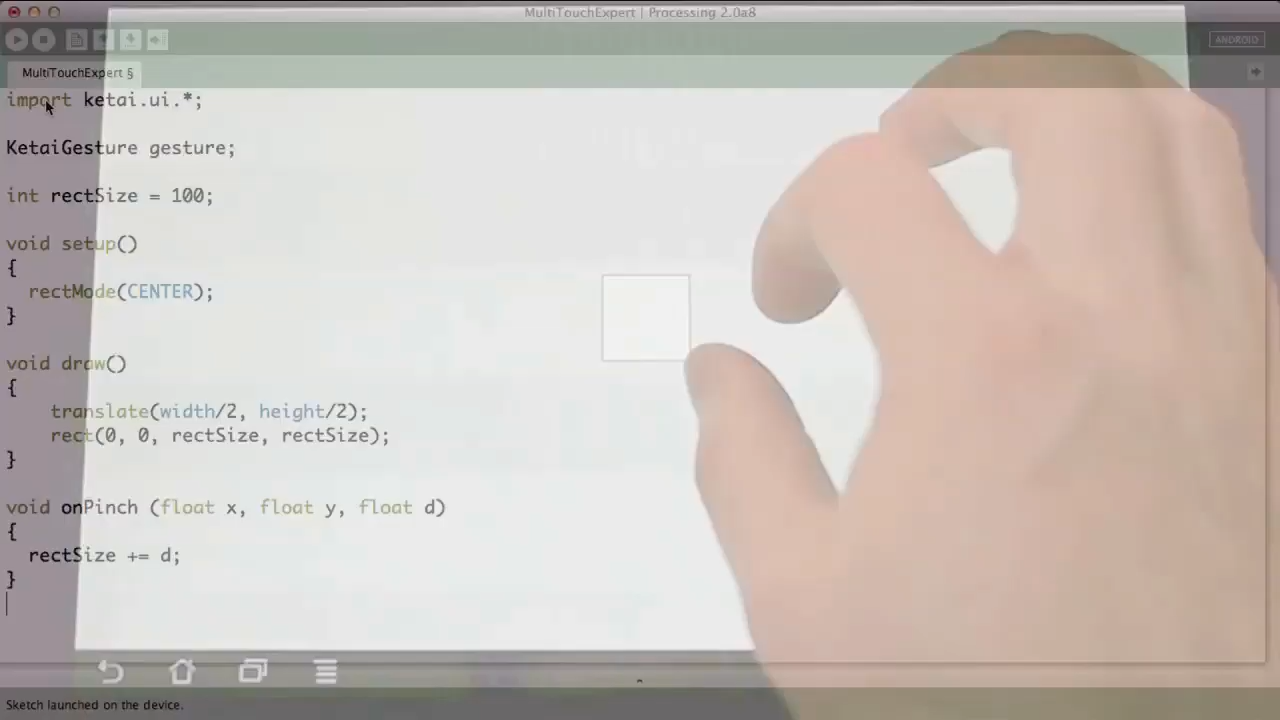 MultiTouchExpert | Processing 2.0a8
ANDROID
MultiTouchExpert §
import ketai.ui.*;
KetaiGesture gesture;
int rectSize = 100;
void setup()
{
rectMode(CENTER);
}
void draw()
{
translate(width/2, height/2);
rect(0, 0, rectSize, rectSize);
}
void onPinch (float x, float y, float d)
{
rectSize += d;
}
Sketch launched on the device.